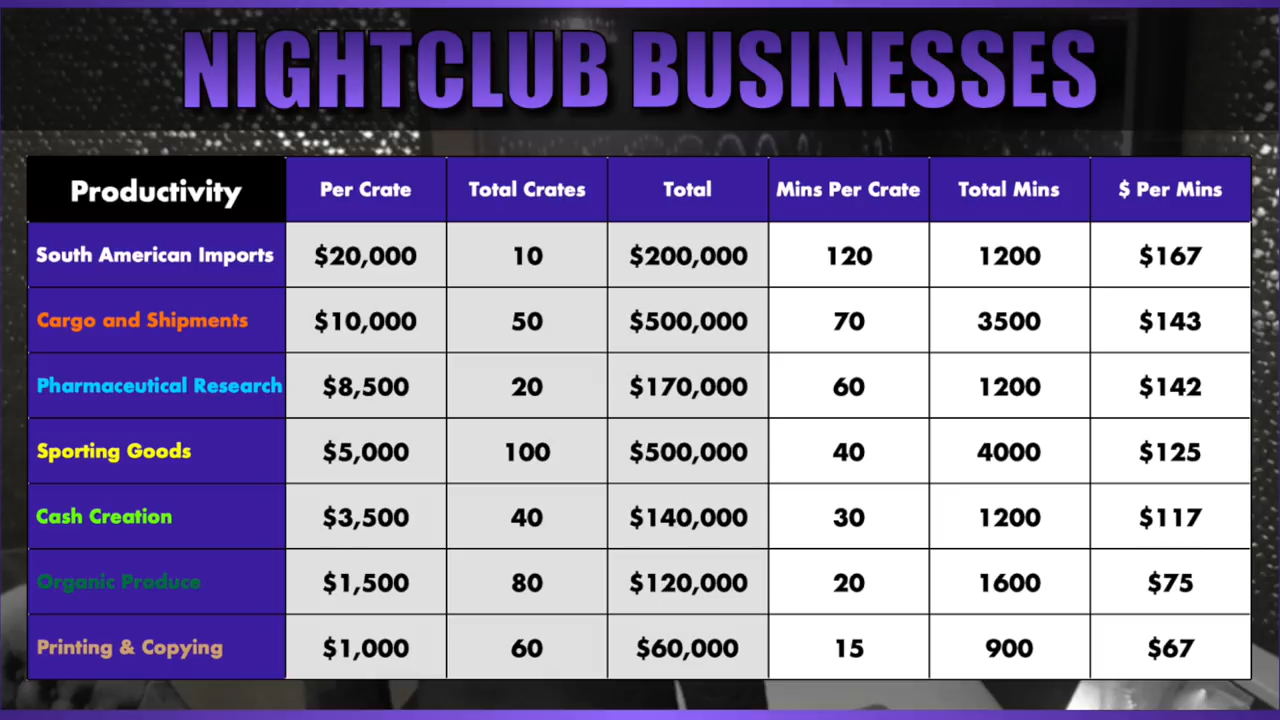 NIGHTCLUB BUSINESSES
Productivity Per Crate Total Crates Total Mins Per Crate Total Mins $ Per Mins
South American Imports $20,000 10 $200,000 120 1200 $167
Cargo and Shipments $10,000 50 $500,000 70 3500 $143
Pharmaceutical Research $8,500 20 $170,000 60 1200 $142
Sporting Goods $5,000 100 $500,000 40 4000 $125
Cash Creation $3,500 40 $140,000 30 1200 $117
Organic Produce $1,500 80 $120,000 20 1600 $75
Printing & Copying $1,000 60 $60,000 15 900 $67